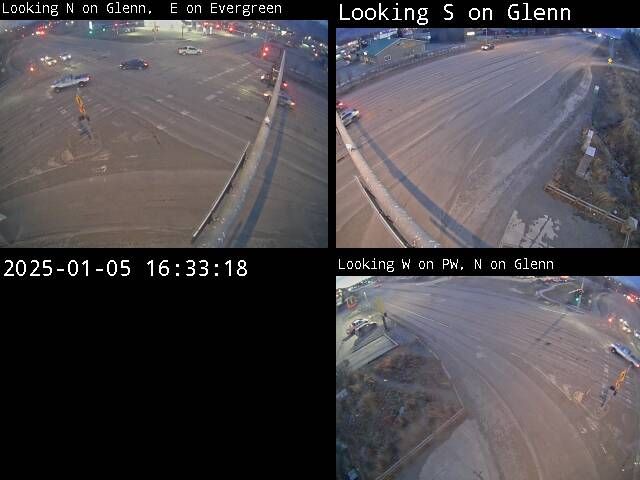 Looking N on Glenn,  E on Evergreen
Looking S on Glenn
2025-01-05 16:33:18
Looking W on PW, N on Glenn